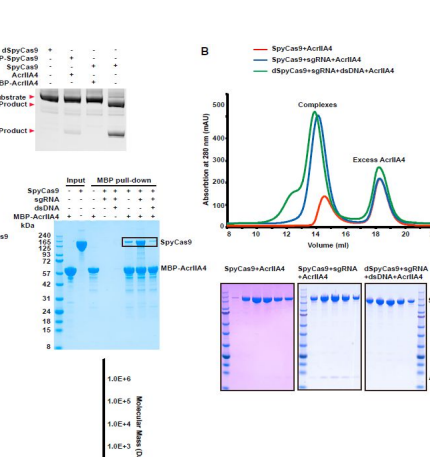 dSpyCas9 +
P-SpyCas9 +
SpyCas9 + +
AcrIIA4 +
BP-AcrIIA4 +
ubstrate
Product
Product
B
SpyCas9+AcrIIA4
SpyCas9+sgRNA+AcrIIA4
dSpyCas9+sgRNA+dsDNA+AcrIIA4
Complexes
Excess AcrIIA4
Absorbtion at 280 nm (mAU)
500
400
300
200
100
0
8 10 12 14 16 18 20
Volume (ml)
Input MBP pull-down
SpyCas9
sgRNA
dsDNA
MBP-AcrIIA4
kDa
240
165
125
93
72
57
42
31
24
18
15
8
as9
SpyCas9
MBP-AcrIIA4
SpyCas9+AcrIIA4
SpyCas9+sgRNA
+AcrIIA4
dSpyCas9+sgRNA
+dsDNA+AcrIIA4
1.0E+6
1.0E+5
1.0E+4
1.0E+3
Molecular Mass (D